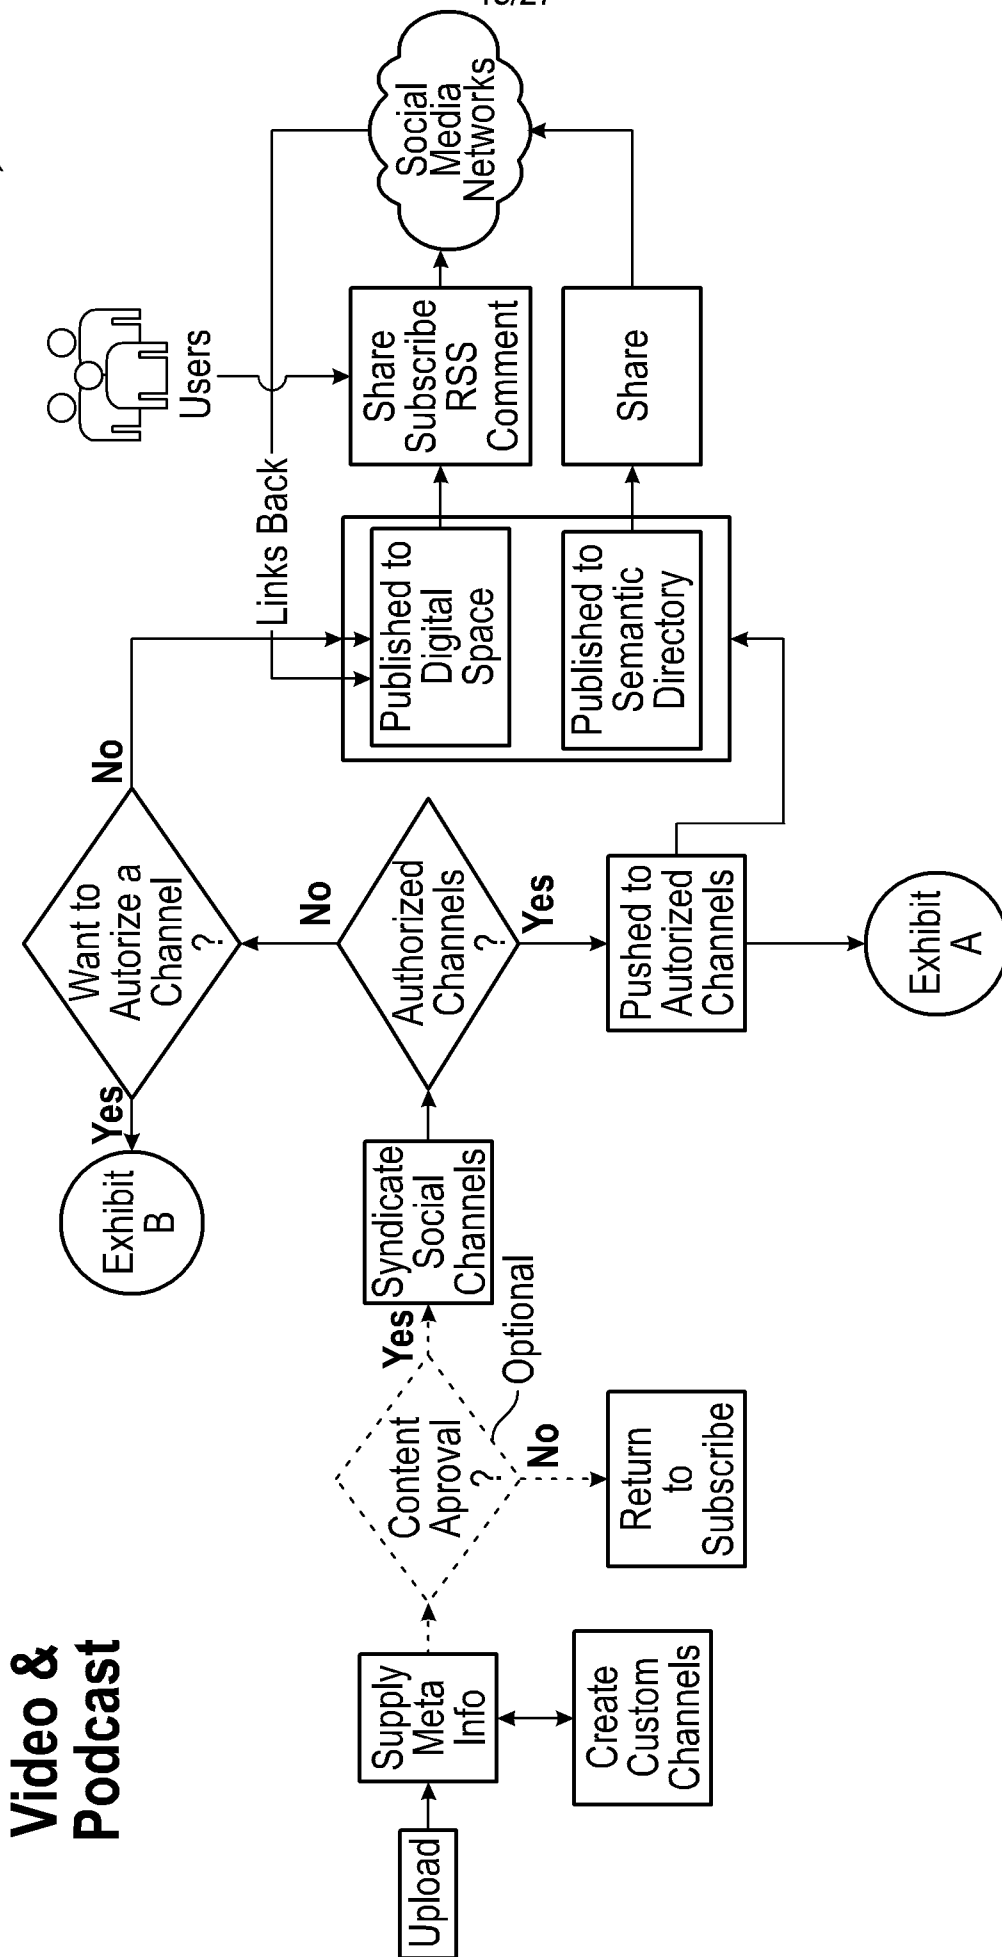 13/27
Video &
Podcast
Upload
Supply
Meta
Info
Create
Custom
Channels
Content
Aproval
?
Optional
Yes
No
Return
to
Subscribe
Syndicate
Social
Channels
Authorized
Channels
?
No
Yes
Want to
Autorize a
Channel
?
Yes
No
Exhibit
B
Pushed to
Autorized
Channels
Exhibit
A
Published to
Digital
Space
Published to
Semantic
Directory
Links Back
Users
Share
Subscribe
RSS
Comment
Share
Social
Media
Networks